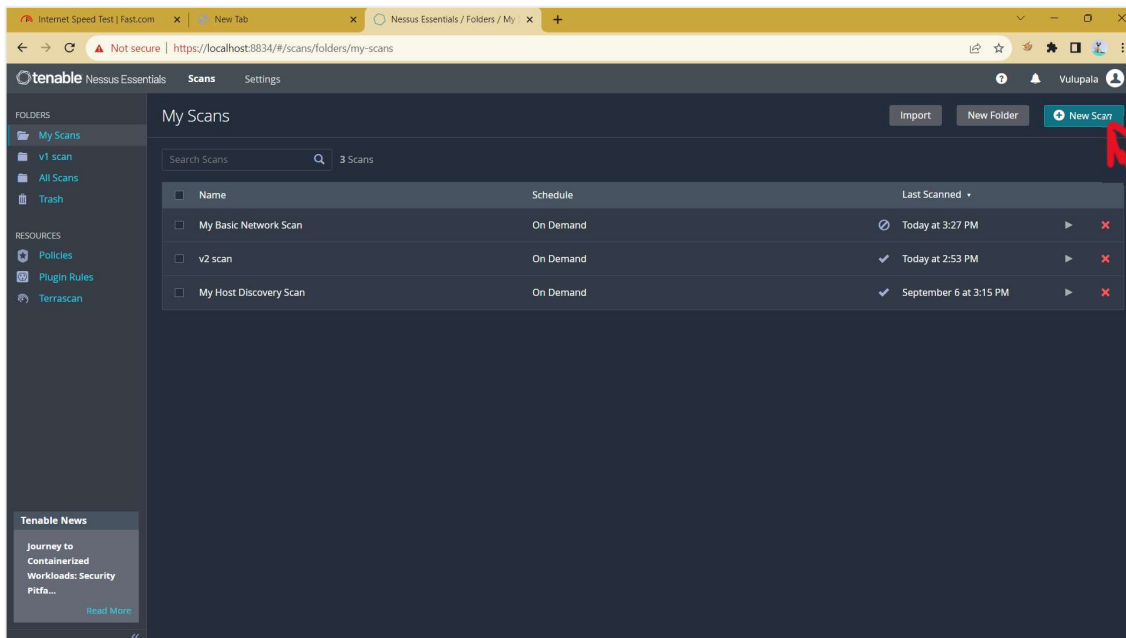 Internet Speed Test | Fast.com New Tab Nessus Essentials / Folders / My
Not secure | https://localhost:8834/#/scans/folders/my-scans
tenable Nessus Essentials Scans Settings Vulupala
FOLDERS
My Scans
v1 scan
All Scans
Trash
RESOURCES
Policies
Plugin Rules
Terrascan
Tenable News
Journey to
Containerized
Workloads: Security
Pitfa...
Read More
My Scans Import New Folder New Scan
Search Scans 3 Scans
Name Schedule Last Scanned
My Basic Network Scan On Demand Today at 3:27 PM
v2 scan On Demand Today at 2:53 PM
My Host Discovery Scan On Demand September 6 at 3:15 PM